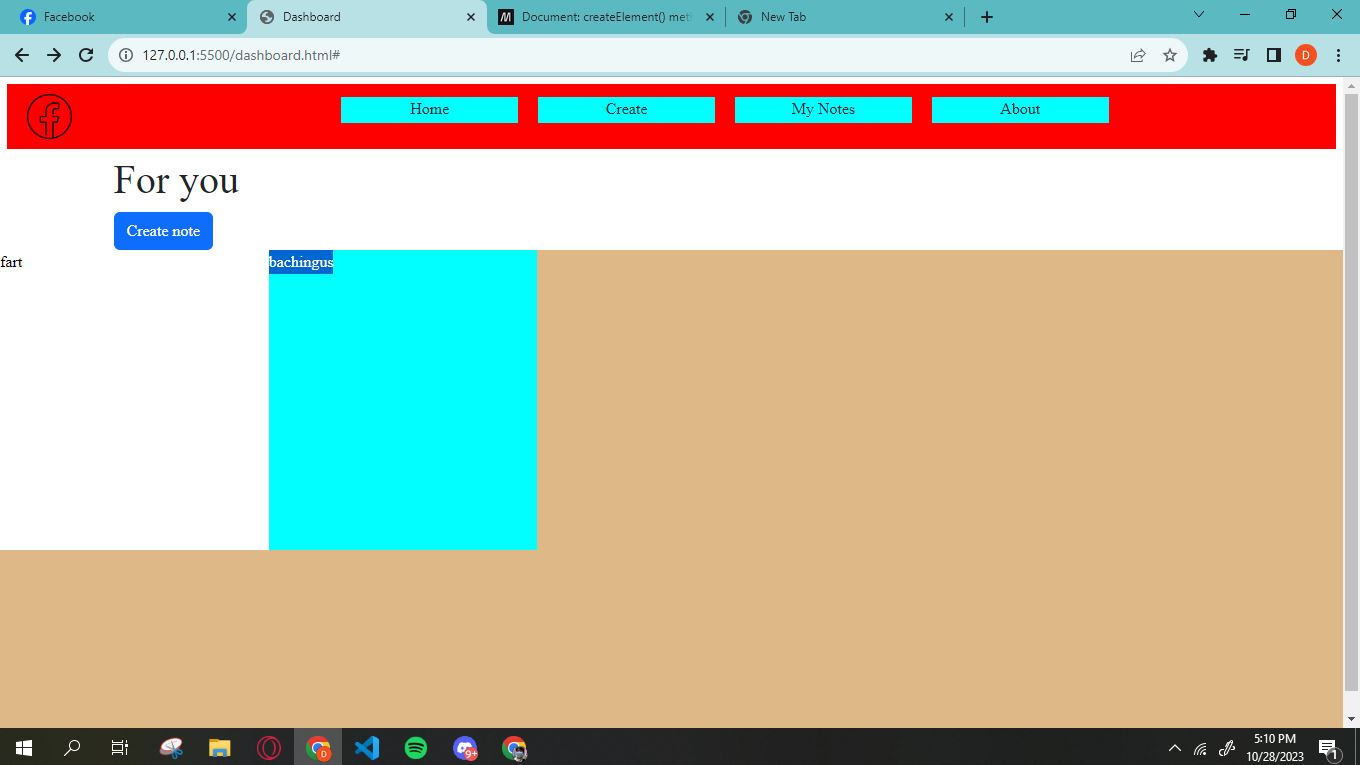 Facebook
Dashboard
Document: createElement() met
New Tab
127.0.0.1:5500/dashboard.html#
D
Home
Create
My Notes
About
For you
Create note
fart
bachingus
D
9+
5:10 PM
10/28/2023
1